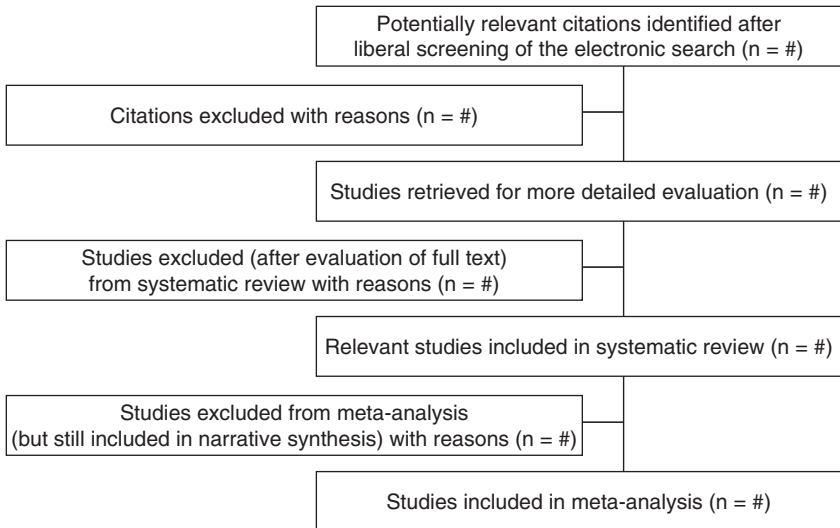 Potentially relevant citations identified after
liberal screening of the electronic search (n = #)
Citations excluded with reasons (n = #)
Studies retrieved for more detailed evaluation (n = #)
Studies excluded (after evaluation of full text)
from systematic review with reasons (n = #)
Relevant studies included in systematic review (n = #)
Studies excluded from meta-analysis
(but still included in narrative synthesis) with reasons (n = #)
Studies included in meta-analysis (n = #)